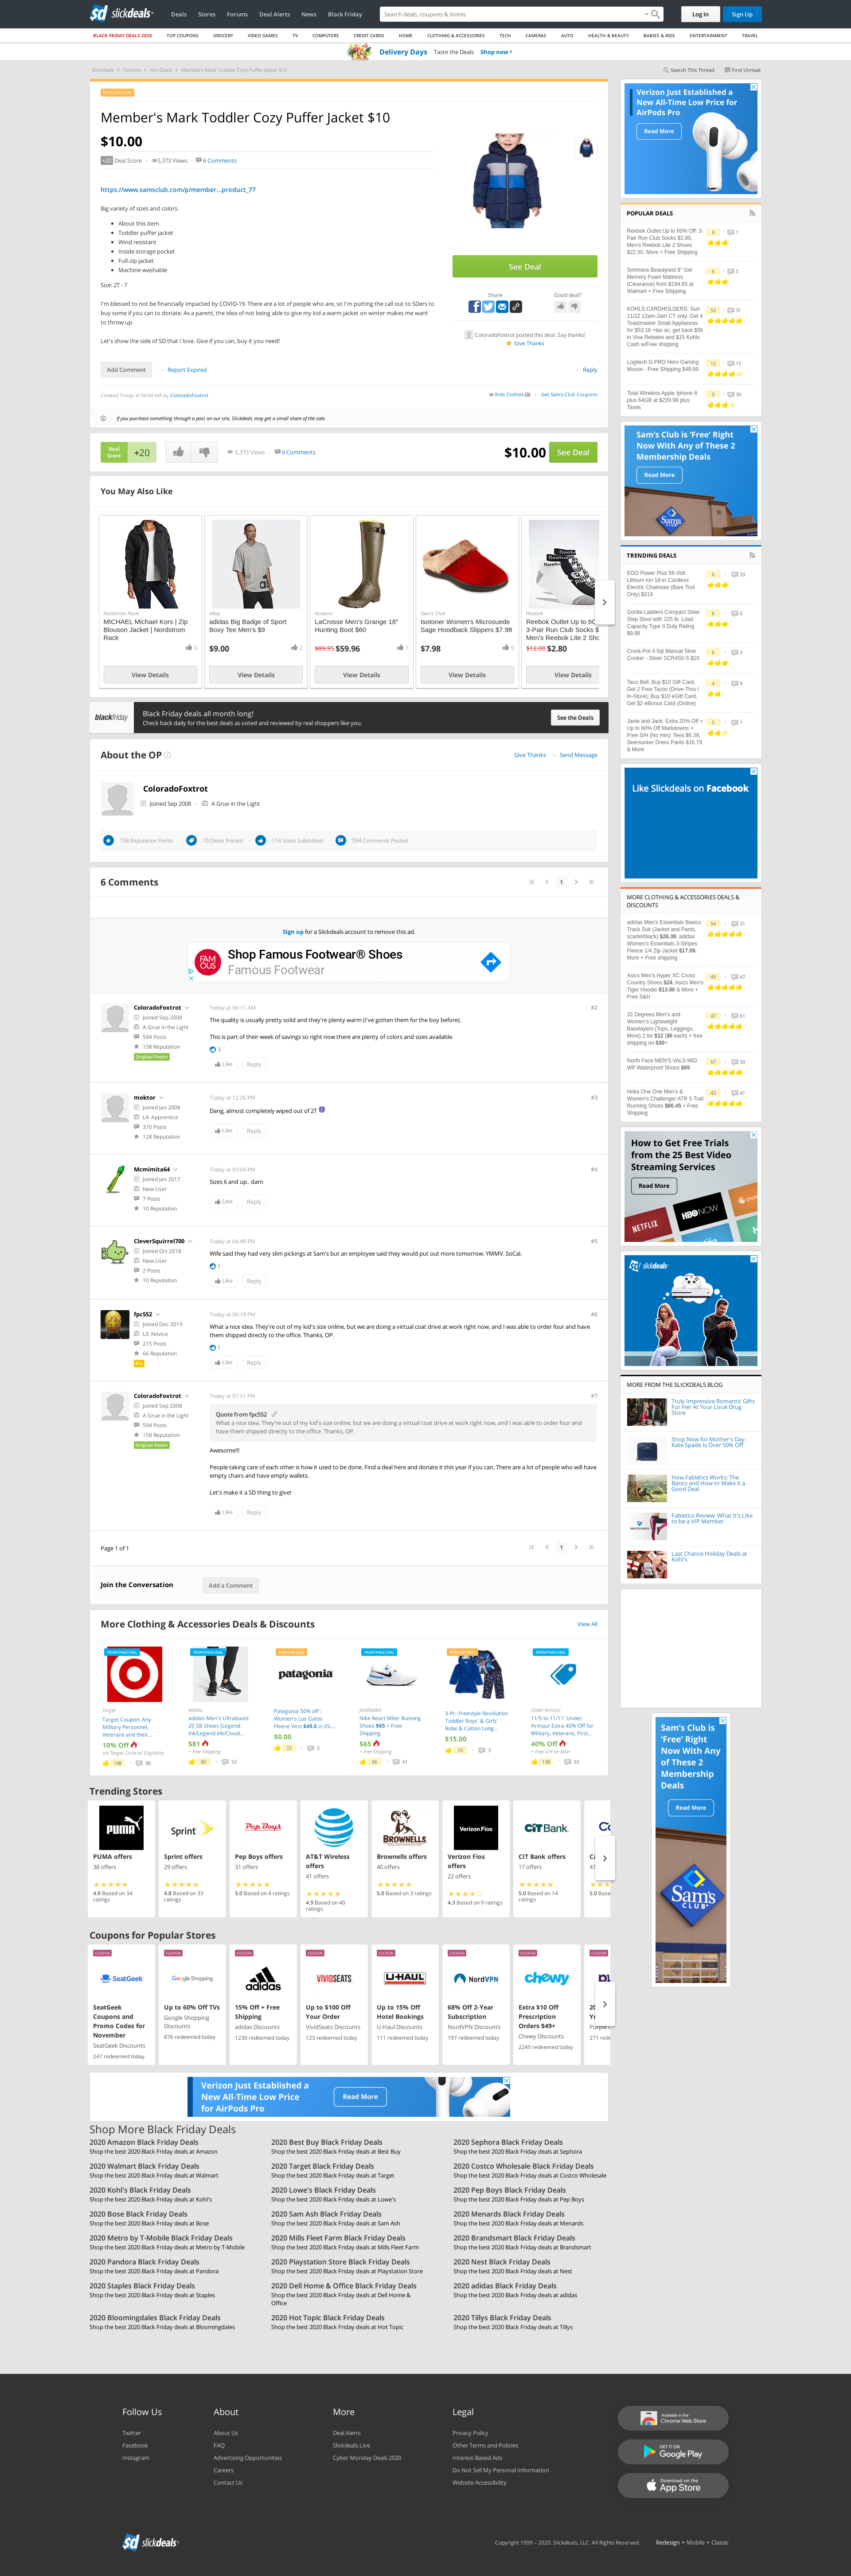 slickdeals
Deals
Stores
Forums
Deal Alerts
News
Black Friday
Search deals, coupons & stores
Log In
Sign Up
BLACK FRIDAY DEALS 2020
TOP COUPONS
GROCERY
VIDEO GAMES
TV
COMPUTERS
CREDIT CARDS
HOME
CLOTHING & ACCESSORIES
TECH
CAMERAS
AUTO
HEALTH & BEAUTY
BABIES & KIDS
ENTERTAINMENT
TRAVEL
Delivery Days Taste the Deals Shop now
Slickdeals > Forums > Hot Deals > Member's Mark Toddler Cozy Puffer Jacket $10
Search This Thread
First Unread
POPULAR DEAL
Member's Mark Toddler Cozy Puffer Jacket $10
$10.00
+20 Deal Score
5,373 Views
6 Comments
https://www.samsclub.com/p/member...product_77
Big variety of sizes and colors.
About this item
Toddler puffer jacket
Wind resistant
Inside storage pocket
Full-zip jacket
Machine washable
Size: 2T - 7
I'm blessed to not be financially impacted by COVID-19. There are a lot of people who are, so I'm putting the call out to SDers to
buy one of to donate. As a parent, the idea of not being able to give my kid a warm jacket on winter makes me want
to throw up.
Let's show the side of SD that I love. Give if you can, buy it you need!
See Deal
Share
Good deal?
ColoradoFoxtrot posted this deal. Say thanks!
Give Thanks
Add Comment
Report Expired
Reply
Created Today at 06:04 AM by ColoradoFoxtrot
in Kids Clothes (3)
Get Sam's Club Coupons
If you purchase something through a post on our site, Slickdeals may get a small share of the sale.
Deal Score
+20
5,373 Views
6 Comments
$10.00
See Deal
You May Also Like
Nordstrom Rack
MICHAEL Michael Kors | Zip
Blouson Jacket | Nordstrom
Rack
0
View Details
eBay
adidas Big Badge of Sport
Boxy Tee Men's $9
$9.00
2
View Details
Amazon
LaCrosse Men's Grange 18"
Hunting Boot $60
$89.95 $59.96
1
View Details
Sam's Club
Isotoner Women's Microsuede
Sage Hoodback Slippers $7.98
$7.98
0
View Details
Reebok
Reebok Outlet Up to 60
3-Pair Run Club Socks $
Men's Reebok Lite 2 Sho
$12.00 $2.80
View Details
blackfriday
Black Friday deals all month long!
Check back daily for the best deals as voted and reviewed by real shoppers like you.
See the Deals
About the OP
Give Thanks
Send Message
ColoradoFoxtrot
Joined Sep 2008
A Grue in the Light
158 Reputation Points
10 Deals Posted
114 Votes Submitted
594 Comments Posted
6 Comments
1
Sign up for a Slickdeals account to remove this ad.
FAMOUS
Shop Famous Footwear® Shoes
Famous Footwear
ColoradoFoxtrot
Joined Sep 2008
A Grue in the Light
594 Posts
158 Reputation
Original Poster
Today at 06:11 AM
#2
The quality is usually pretty solid and they're plenty warm (I've gotten them for the boy before).
This is part of their week of savings so right now there are plenty of colors and sizes available.
3
Like
Reply
moktor
Joined Jan 2008
L4: Apprentice
370 Posts
128 Reputation
Today at 12:26 PM
#3
Dang, almost completely wiped out of 2T
Like
Reply
Mcmimita64
Joined Jan 2017
New User
7 Posts
10 Reputation
Today at 03:04 PM
#4
Sizes 6 and up.. darn
Like
Reply
CleverSquirrel700
Joined Oct 2018
New User
2 Posts
10 Reputation
Today at 04:48 PM
#5
Wife said they had very slim pickings at Sam's but an employee said they would put out more tomorrow. YMMV. SoCal.
1
Like
Reply
fpc552
Joined Dec 2015
L3: Novice
215 Posts
66 Reputation
Pro
Today at 06:19 PM
#6
What a nice idea. They're out of my kid's size online, but we are doing a virtual coat drive at work right now, and I was able to order four and have
them shipped directly to the office. Thanks, OP.
1
Like
Reply
ColoradoFoxtrot
Joined Sep 2008
A Grue in the Light
594 Posts
158 Reputation
Original Poster
Today at 07:51 PM
#7
Quote from fpc552
What a nice idea. They're out of my kid's size online, but we are doing a virtual coat drive at work right now, and I was able to order four and
have them shipped directly to the office. Thanks, OP.
Awesome!!!
People taking care of each other is how it used to be done. Find a deal here and donate it this year if you can. There are a lot of people who will have
empty chairs and have empty wallets.
Let's make it a SD thing to give!
Like
Reply
Page 1 of 1
1
Join the Conversation
Add a Comment
More Clothing & Accessories Deals & Discounts
View All
FRONTPAGE DEAL
Target
Target Coupon: Any
Military Personnel,
Veterans and their...
10% Off
via Target Circle w/ Eligibility
148
98
FRONTPAGE DEAL
adidas
adidas Men's Ultraboost
20 SB Shoes (Legend
Ink/Legend Ink/Cloud...
$81
+ Free Shipping
80
52
POPULAR DEAL
patagonia
Patagonia 50% off :
Women's Los Gatos
Fleece Vest $49.5 in XS-...
$0.00
72
5
FRONTPAGE DEAL
JackRabbit
Nike React Miler Running
Shoes $65 + Free
Shipping
$65
+ Free Shipping
66
61
POPULAR DEAL
3-Pc. Freestyle Revolution
Toddler Boys' & Girls'
Robe & Cotton Long...
$15.00
10
3
FRONTPAGE DEAL
Under Armour
11/5 to 11/11: Under
Armour Extra 40% Off for
Military, Veterans, First...
40% Off
+ Free S/H on $60+
138
83
Trending Stores
PUMA
PUMA offers
38 offers
4.9 Based on 34
ratings
Sprint
Sprint offers
29 offers
4.8 Based on 33
ratings
Pep Boys
Pep Boys offers
31 offers
5.0 Based on 4 ratings
AT&T
AT&T Wireless
offers
41 offers
4.9 Based on 40
ratings
BROWNELLS
Brownells offers
40 offers
5.0 Based on 3 ratings
Verizon Fios
Verizon Fios
offers
22 offers
4.3 Based on 9 ratings
CIT BANK
CIT Bank offers
17 offers
5.0 Based on 14
ratings
Coupons for Popular Stores
COUPON
SeatGeek
SeatGeek
Coupons and
Promo Codes for
November
SeatGeek Discounts
247 redeemed today
COUPON
Google Shopping
Up to 60% Off TVs
Google Shopping
Discounts
876 redeemed today
COUPON
adidas
15% Off + Free
Shipping
adidas Discounts
1230 redeemed today
COUPON
VIVIDSEATS
Up to $100 Off
Your Order
VividSeats Discounts
123 redeemed today
COUPON
U-HAUL
Up to 15% Off
Hotel Bookings
U-Haul Discounts
111 redeemed today
COUPON
NordVPN
68% Off 2-Year
Subscription
NordVPN Discounts
197 redeemed today
COUPON
chewy
Extra $10 Off
Prescription
Orders $49+
Chewy Discounts
2245 redeemed today
COUPON
Verizon Just Established a
New All-Time Low Price
for AirPods Pro
Read More
Shop More Black Friday Deals
2020 Amazon Black Friday Deals
Shop the best 2020 Black Friday deals at Amazon
2020 Best Buy Black Friday Deals
Shop the best 2020 Black Friday deals at Best Buy
2020 Sephora Black Friday Deals
Shop the best 2020 Black Friday deals at Sephora
2020 Walmart Black Friday Deals
Shop the best 2020 Black Friday deals at Walmart
2020 Target Black Friday Deals
Shop the best 2020 Black Friday deals at Target
2020 Costco Wholesale Black Friday Deals
Shop the best 2020 Black Friday deals at Costco Wholesale
2020 Kohl's Black Friday Deals
Shop the best 2020 Black Friday deals at Kohl's
2020 Lowe's Black Friday Deals
Shop the best 2020 Black Friday deals at Lowe's
2020 Pep Boys Black Friday Deals
Shop the best 2020 Black Friday deals at Pep Boys
2020 Bose Black Friday Deals
Shop the best 2020 Black Friday deals at Bose
2020 Sam Ash Black Friday Deals
Shop the best 2020 Black Friday deals at Sam Ash
2020 Menards Black Friday Deals
Shop the best 2020 Black Friday deals at Menards
2020 Metro by T-Mobile Black Friday Deals
Shop the best 2020 Black Friday deals at Metro by T-Mobile
2020 Mills Fleet Farm Black Friday Deals
Shop the best 2020 Black Friday deals at Mills Fleet Farm
2020 Brandsmart Black Friday Deals
Shop the best 2020 Black Friday deals at Brandsmart
2020 Pandora Black Friday Deals
Shop the best 2020 Black Friday deals at Pandora
2020 Playstation Store Black Friday Deals
Shop the best 2020 Black Friday deals at Playstation Store
2020 Nest Black Friday Deals
Shop the best 2020 Black Friday deals at Nest
2020 Staples Black Friday Deals
Shop the best 2020 Black Friday deals at Staples
2020 Dell Home & Office Black Friday Deals
Shop the best 2020 Black Friday deals at Dell Home &
Office
2020 adidas Black Friday Deals
Shop the best 2020 Black Friday deals at adidas
2020 Bloomingdales Black Friday Deals
Shop the best 2020 Black Friday deals at Bloomingdales
2020 Hot Topic Black Friday Deals
Shop the best 2020 Black Friday deals at Hot Topic
2020 Tillys Black Friday Deals
Shop the best 2020 Black Friday deals at Tillys
Verizon Just Established a
New All-Time Low Price for
AirPods Pro
Read More
POPULAR DEALS
Reebok Outlet Up to 60% Off: 3-
Pair Run Club Socks $2.80,
Men's Reebok Lite 2 Shoes
$22.50, More + Free Shipping
6
1
Simmons Beautyrest 8" Gel
Memory Foam Mattress
(Clearance) from $194.65 at
Walmart + Free Shipping
6
5
KOHLS CARDHOLDERS: Sun
11/22 12am-2am CT only: Get 4
Toastmaster Small Appliances
for $53.18 +tax ac, get back $56
in Visa Rebates and $15 Kohls
Cash w/Free shipping
53
31
Logitech G PRO Hero Gaming
Mouse - Free Shipping $49.99
12
15
Total Wireless Apple Iphone 8
plus 64GB at $239.98 plus
Taxes
9
30
Sam's Club is 'Free' Right
Now With Any of These 2
Membership Deals
Read More
Sam's Club
TRENDING DEALS
EGO Power Plus 56-Volt
Lithium Ion 18-in Cordless
Electric Chainsaw (Bare Tool
Only) $219
6
33
Gorilla Ladders Compact Steel
Step Stool with 225 lb. Load
Capacity Type II Duty Rating
$9.88
6
0
Crock-Pot 4.5qt Manual Slow
Cooker - Silver SCR450-S $10
6
Taco Bell: Buy $10 Gift Card,
Get 2 Free Tacos (Drive-Thru /
In-Store); Buy $10 eGift Card,
Get $2 eBonus Card (Online)
4
Janie and Jack: Extra 20% Off +
Up to 60% Off Markdowns +
Free S/H (No min): Tees $6.39,
Seersucker Dress Pants $16.79
& More
5
1
Like Slickdeals on Facebook
MORE CLOTHING & ACCESSORIES DEALS &
DISCOUNTS
adidas Men's Essentials Basics
Track Suit (Jacket and Pants,
scarlet/black) $26.39, adidas
Women's Essentials 3-Stripes
Fleece 1/4 Zip Jacket $17.59,
More + Free shipping
54
31
Asics Men's Hyper XC Cross
Country Shoes $24, Asics Men's
Tiger Hoodie $13.80 & More +
Free S&H
49
47
32 Degrees Men's and
Women's Lightweight
Baselayers (Tops, Leggings,
More) 2 for $12 ($6 each) + free
shipping on $30+
47
61
North Face MEN'S VALS MID
WP Waterproof Shoes $65
57
30
Hoka One One Men's &
Women's Challenger ATR 5 Trail
Running Shoes $86.45 + Free
Shipping
43
41
How to Get Free Trials
from the 25 Best Video
Streaming Services
Read More
NETFLIX
HBO NOW
slickdeals
MORE FROM THE SLICKDEALS BLOG
Truly Impressive Romantic Gifts
For Her At Your Local Drug
Store
Shop Now for Mother's Day:
Kate Spade Is Over 50% Off
How Fabletics Works: The
Basics and How to Make it a
Good Deal
Fabletics Review: What It's Like
to be a VIP Member
Last Chance Holiday Deals at
Kohl's
Sam's Club is
'Free' Right
Now With Any
of These 2
Membership
Deals
Read More
Sam's CLUB
Follow Us
Twitter
Facebook
Instagram
About
About Us
FAQ
Advertising Opportunities
Careers
Contact Us
More
Deal Alerts
Slickdeals Live
Cyber Monday Deals 2020
Legal
Privacy Policy
Other Terms and Policies
Interest-Based Ads
Do Not Sell My Personal Information
Website Accessibility
Available in the
Chrome Web Store
GET IT ON
Google Play
Download on the
App Store
slickdeals
Copyright 1999 - 2020. Slickdeals, LLC. All Rights Reserved.
Redesign • Mobile • Classic